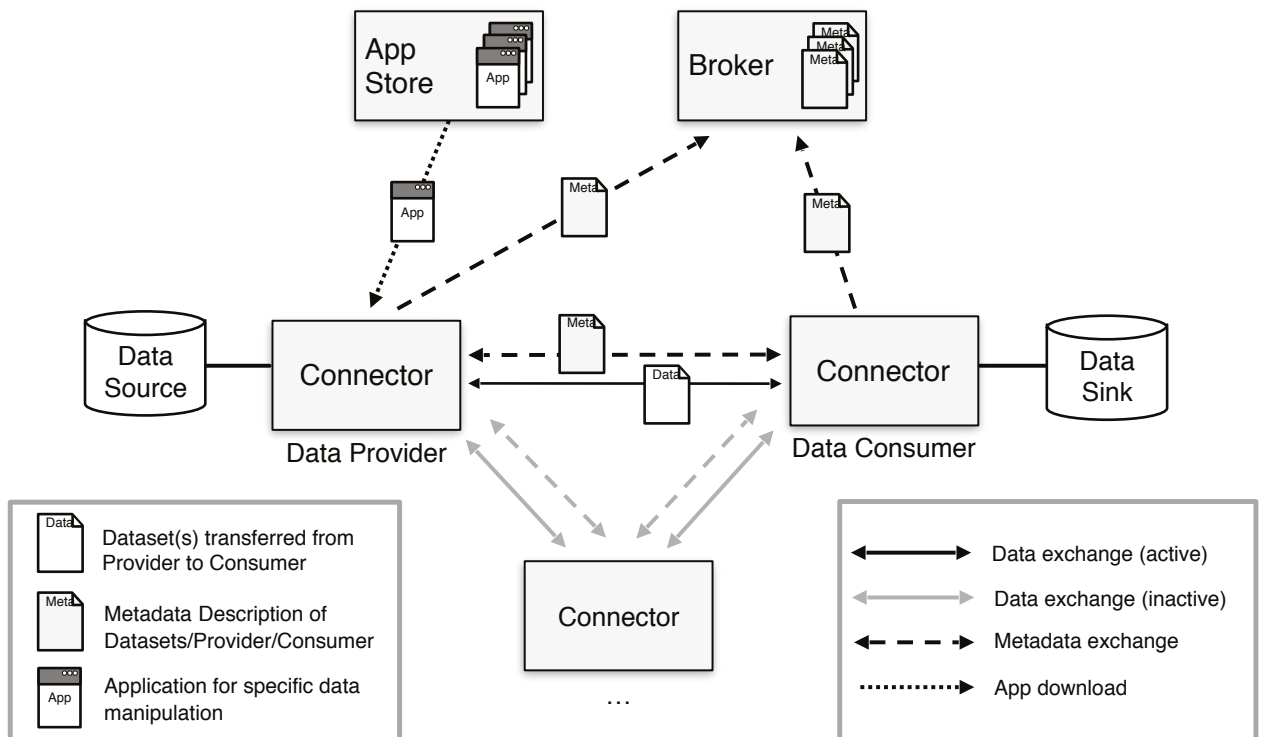 App
Store
App
Broker
Meta
Meta
Meta
App
Meta
Meta
Data
Source
Connector
Data Provider
Meta
Data
Connector
Data Consumer
Data
Sink
Data
Dataset(s) transferred from
Provider to Consumer
Meta
Metadata Description of
Datasets/Provider/Consumer
App
Application for specific data
manipulation
Connector
...
Data exchange (active)
Data exchange (inactive)
Metadata exchange
App download